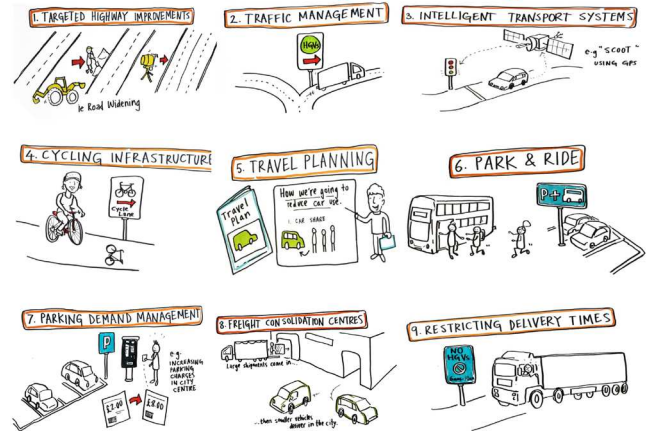 1. TARGETED HIGHWAY IMPROVEMENTS
ie Road Widening
2. TRAFFIC MANAGEMENT
HGVs
3. INTELLIGENT TRANSPORT SYSTEMS
e.g "SCOOT"
USING GPS
4. CYCLING INFRASTRUCTURE
Cycle
Lane
5. TRAVEL PLANNING
Travel
Plan
How we're going to
reduce car use.
1. CAR SHARE
6. PARK & RIDE
P+
7. PARKING DEMAND MANAGEMENT
P
e.g.
INCREASING
PARKING
CHARGES
IN CITY
CENTRE
£2.00
£8.00
8. FREIGHT CONSOLIDATION CENTRES
Large shipments come in...
...then smaller vehicles
deliver in the city.
9. RESTRICTING DELIVERY TIMES
NO
HGVs